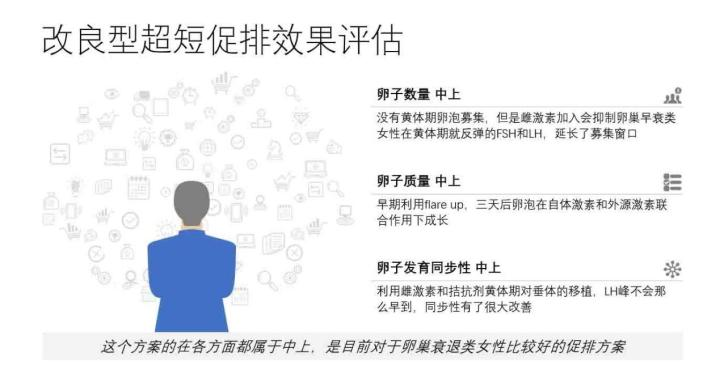 改良型超短促排效果评估
卵子数量 中上
没有黄体期卵泡募集，但是雌激素加入会抑制卵巢早衰类
女性在黄体期就反弹的FSH和LH，延长了募集窗口
卵子质量 中上
早期利用flare up，三天后卵泡在自体激素和外源激素联
合作用下成长
卵子发育同步性 中上
利用雌激素和拮抗剂黄体期对垂体的移植，LH峰不会那
么早到，同步性有了很大改善
这个方案的在各方面都属于中上，是目前对于卵巢衰退类女性比较好的促排方案